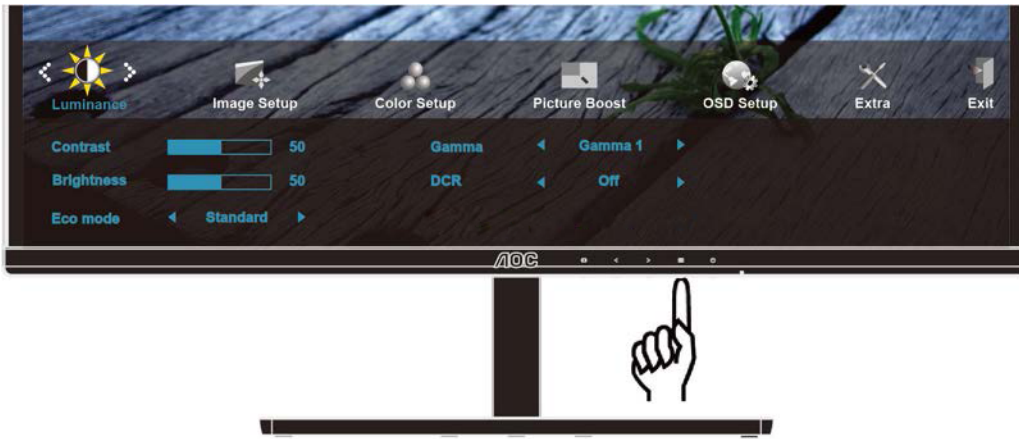 Luminance Image Setup Color Setup Picture Boost OSD Setup Extra Exit
Contrast 50 Gamma Gamma 1
Brightness 50 DCR Off
Eco mode Standard
AOC